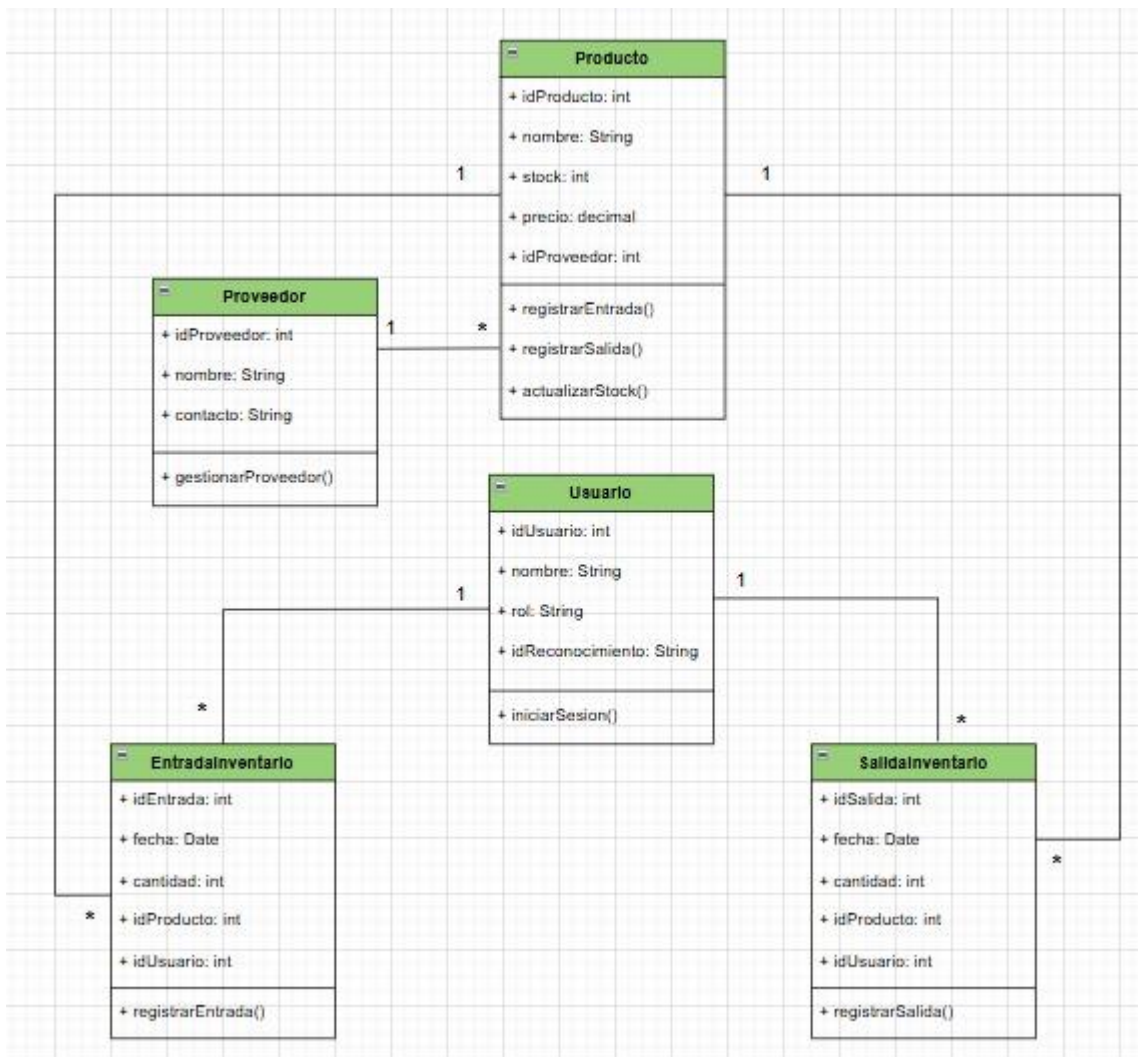 Producto
+ idProducto: int
+ nombre: String
+ stock: int
+ precio: decimal
+ idProveedor: int
+ registrarEntrada()
+ registrarSalida()
+ actualizarStock()
1
1
Proveedor
+ idProveedor: int
+ nombre: String
+ contacto: String
+ gestionarProveedor()
1
*
Usuario
+ idUsuario: int
+ nombre: String
+ rol: String
+ idReconocimiento: String
+ iniciarSesion()
1
1
*
*
EntradaInventario
+ idEntrada: int
+ fecha: Date
+ cantidad: int
+ idProducto: int
+ idUsuario: int
+ registrarEntrada()
*
SalidaInventario
+ idSalida: int
+ fecha: Date
+ cantidad: int
+ idProducto: int
+ idUsuario: int
+ registrarSalida()
*